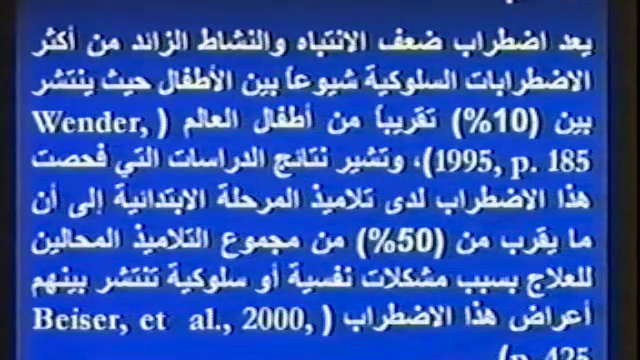 يعد اضطراب ضعف الانتباه والنشاط الزائد من أكثر
الاضطرابات السلوكية شيوعاً بين الأطفال حيث ينتشر
بين (10%) تقريباً من أطفال العالم (Wender,
1995, p. 185)، وتشير نتائج الدراسات التي فحصت
هذا الاضطراب لدى تلاميذ المرحلة الابتدائية إلى أن
ما يقرب من (50%) من مجموع التلاميذ المحالين
للعلاج بسبب مشكلات نفسية أو سلوكية تنتشر بينهم
أعراض هذا الاضطراب (Beiser, et al., 2000,
p. 425)